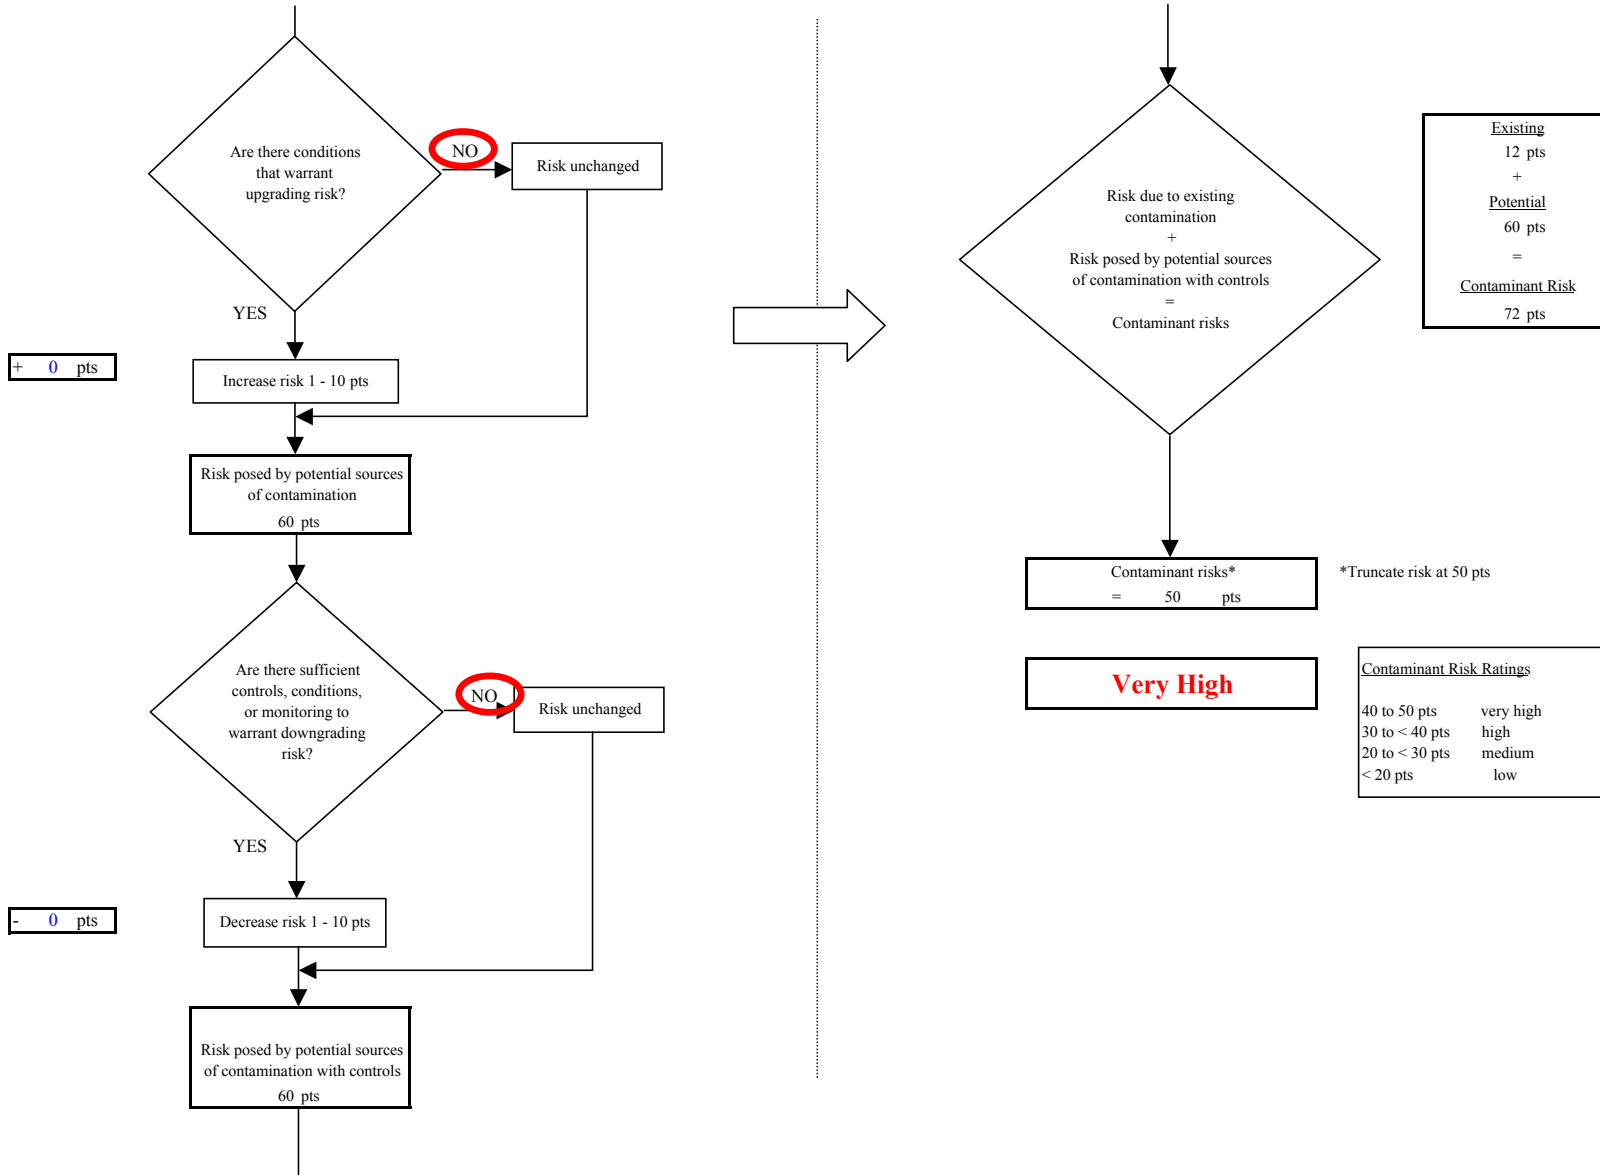 Are there conditions
that warrant
upgrading risk?
NO
Risk unchanged
YES
+ 0 pts
Increase risk 1 - 10 pts
Risk posed by potential sources
of contamination
60 pts
Are there sufficient
controls, conditions,
or monitoring to
warrant downgrading
risk?
NO
Risk unchanged
YES
- 0 pts
Decrease risk 1 - 10 pts
Risk posed by potential sources
of contamination with controls
60 pts
Risk due to existing
contamination
+
Risk posed by potential sources
of contamination with controls
=
Contaminant risks
Existing
12 pts
+
Potential
60 pts
=
Contaminant Risk
72 pts
Contaminant risks*
= 50 pts
*Truncate risk at 50 pts
Very High
Contaminant Risk Ratings
40 to 50 pts very high
30 to < 40 pts high
20 to < 30 pts medium
< 20 pts low